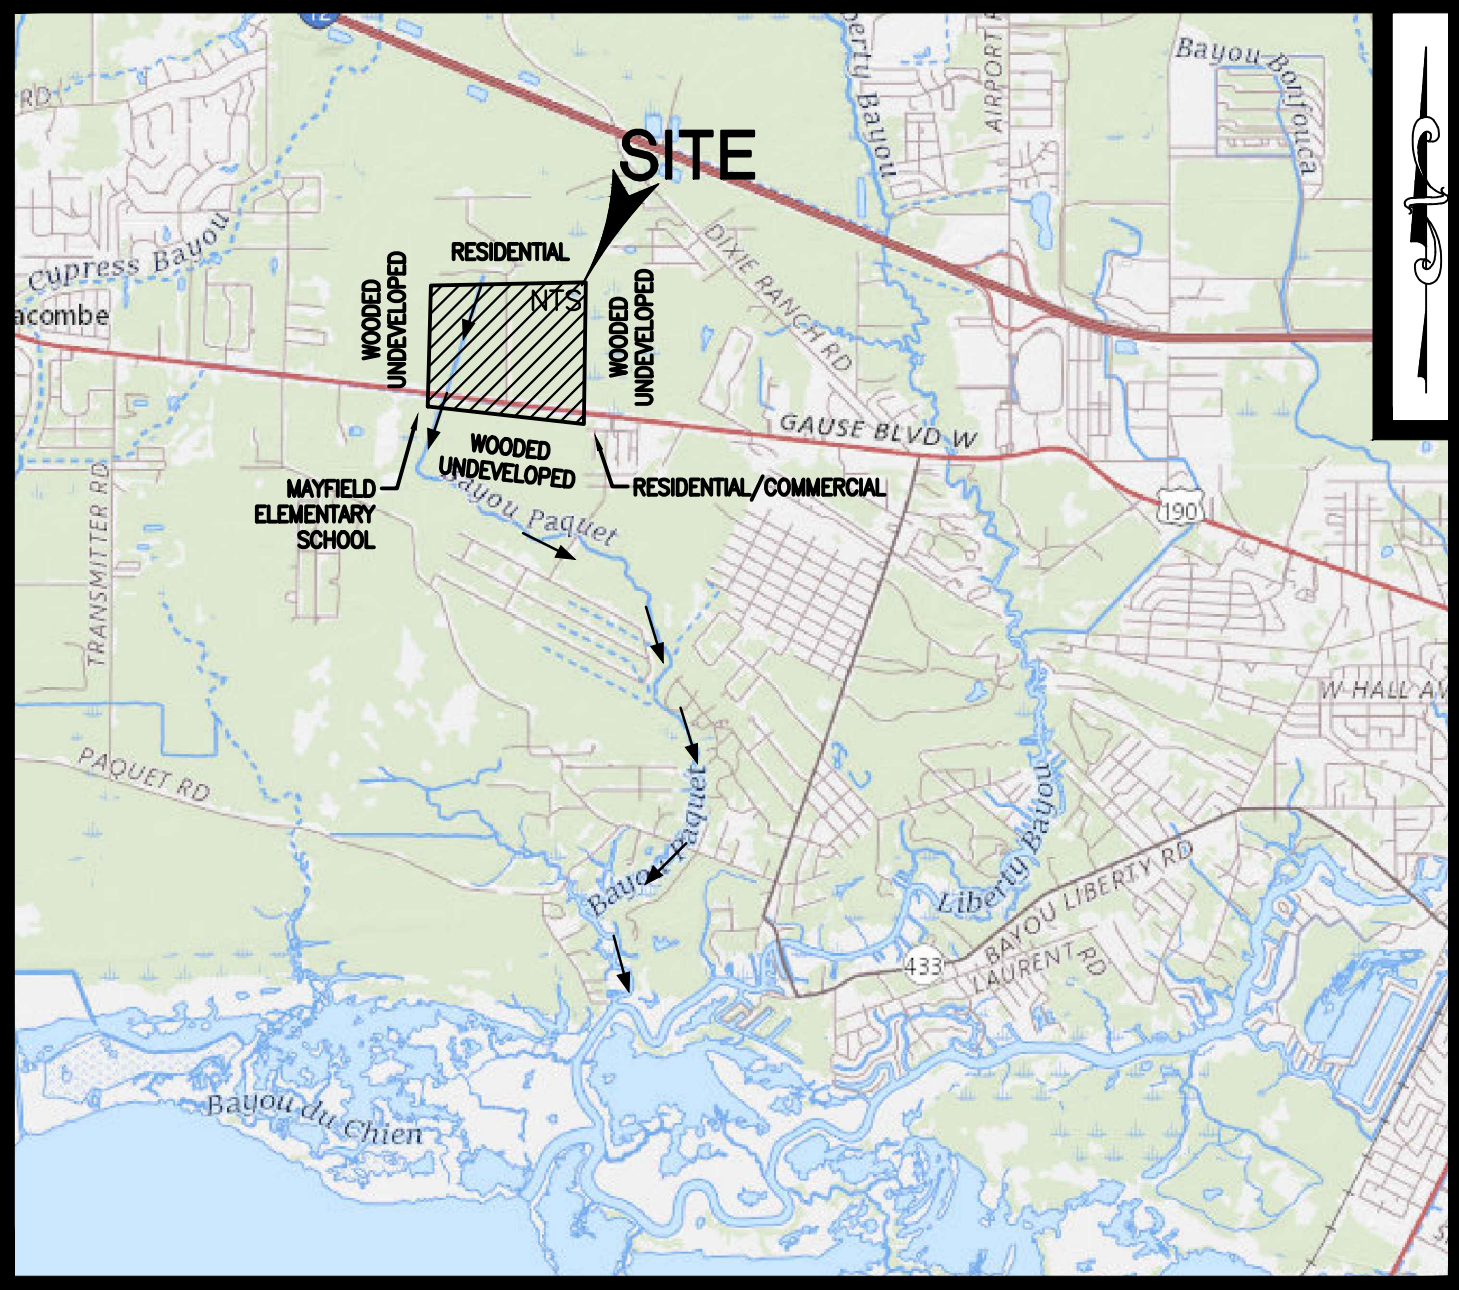 12
Bayou Bonfouca
RD
AIRPORT
Bayou
SITE
Cypress Bayou
RESIDENTIAL
DIXIE RANCH RD
WOODED
UNDEVELOPED
NTS
WOODED
UNDEVELOPED
acombe
GAUSE BLVD W
WOODED
UNDEVELOPED
MAYFIELD
ELEMENTARY
SCHOOL
RESIDENTIAL/COMMERCIAL
Bayou Paquet
190
TRANSMITTER RD
W HALL AV
PAQUET RD
Bayou Paquet
Liberty Bayou
BAYOU LIBERTY RD
433
LAURENT RD
Bayou du Chien